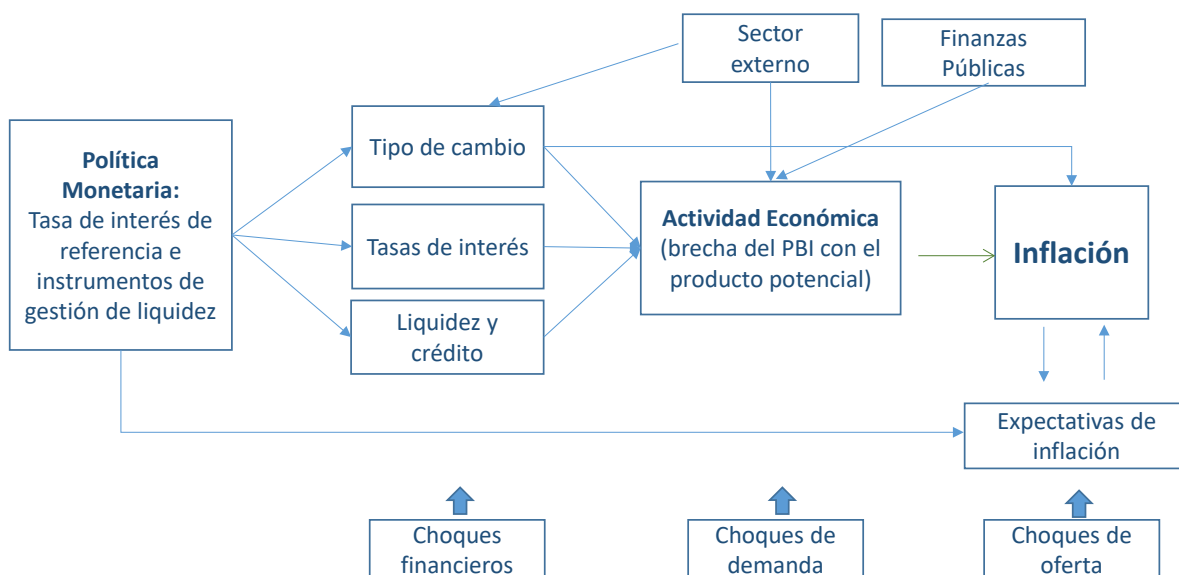 Sector
externo
Finanzas
Públicas
Política
Monetaria:
Tasa de interés de
referencia e
instrumentos de
gestión de liquidez
Tipo de cambio
Tasas de interés
Liquidez y
crédito
Actividad Económica
(brecha del PBI con el
producto potencial)
Inflación
Expectativas de
inflación
Choques
financieros
Choques de
demanda
Choques de
oferta